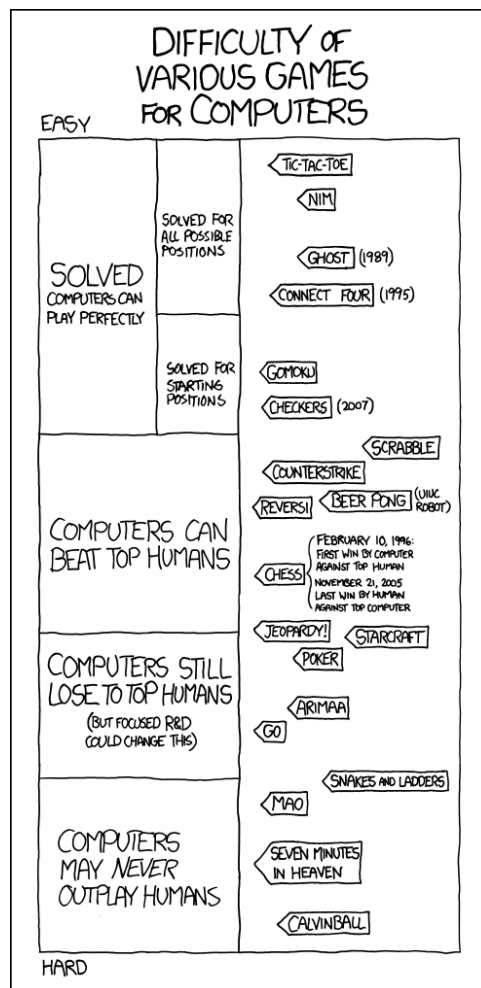 DIFFICULTY OF
VARIOUS GAMES
FOR COMPUTERS
EASY
SOLVED
COMPUTERS CAN
PLAY PERFECTLY
SOLVED FOR
ALL POSSIBLE
POSITIONS
TIC-TAC-TOE
NIM
GHOST (1989)
CONNECT FOUR (1995)
SOLVED FOR
STARTING
POSITIONS
GOMOKU
CHECKERS (2007)
COMPUTERS CAN
BEAT TOP HUMANS
SCRABBLE
COUNTERSTRIKE
REVERSI
BEER PONG (UIUC
ROBOT)
CHESS
FEBRUARY 10, 1996:
FIRST WIN BY COMPUTER
AGAINST TOP HUMAN
NOVEMBER 21, 2005
LAST WIN BY HUMAN
AGAINST TOP COMPUTER
COMPUTERS STILL
LOSE TO TOP HUMANS
(BUT FOCUSED R&D
COULD CHANGE THIS)
JEOPARDY!
STARCRAFT
POKER
ARIMAA
GO
COMPUTERS
MAY NEVER
OUTPLAY HUMANS
SNAKES AND LADDERS
MAO
SEVEN MINUTES
IN HEAVEN
CALVINBALL
HARD